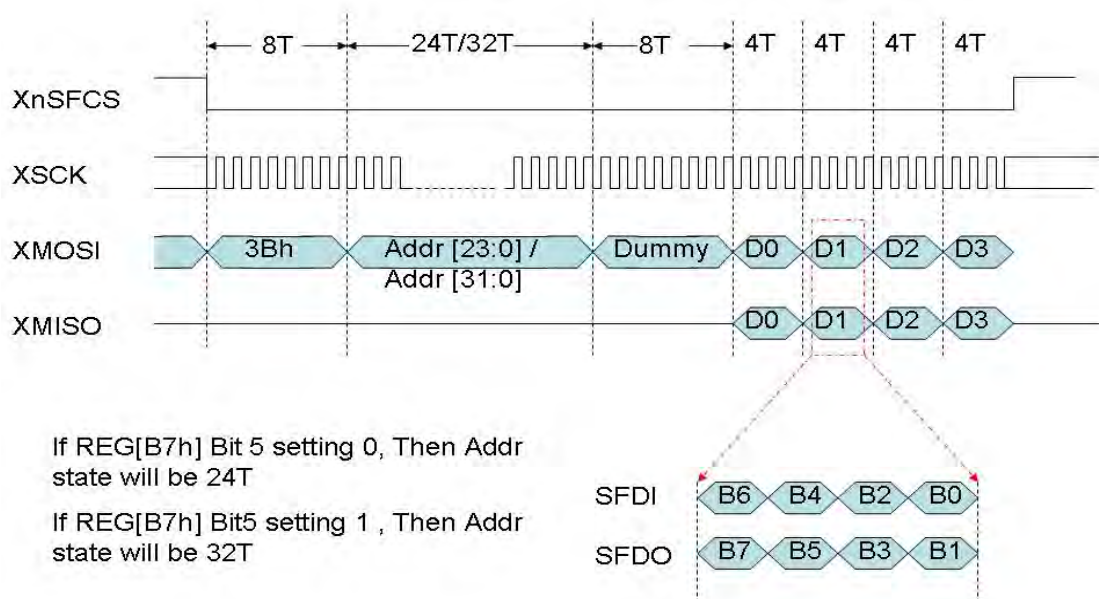 8T 24T/32T 8T 4T 4T 4T 4T
XnSFCS
XSCK
XMOSI 3Bh Addr [23:0] / Dummy D0 D1 D2 D3
Addr [31:0]
XMISO D0 D1 D2 D3
If REG[B7h] Bit 5 setting 0, Then Addr
state will be 24T
If REG[B7h] Bit5 setting 1 , Then Addr
state will be 32T
SFDI B6 B4 B2 B0
SFDO B7 B5 B3 B1